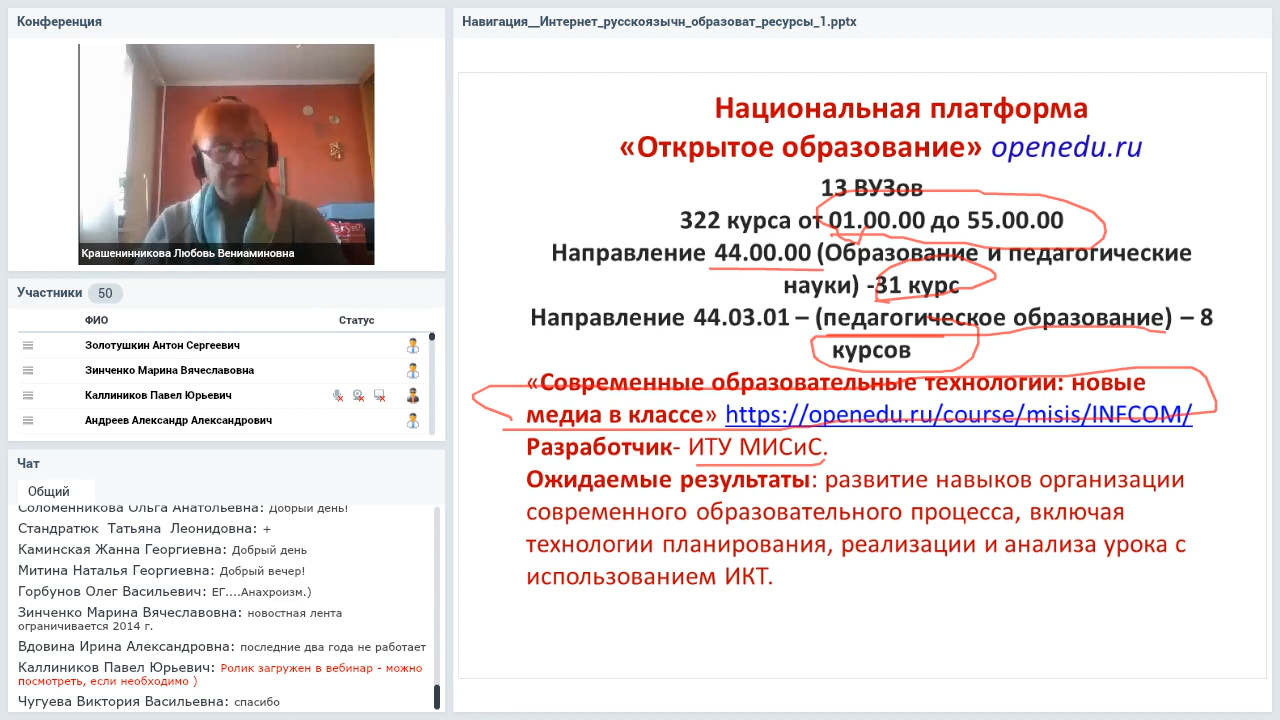 Конференция
Крашенинникова Любовь Вениаминовна
Участники 50
ФИО Статус
Золотушкин Антон Сергеевич
Зинченко Марина Вячеславовна
Каллиников Павел Юрьевич
Андреев Александр Александрович
Чат
Общий
Соломенникова Ольга Анатольевна: Добрый день!
Стандратюк Татьяна Леонидовна: +
Каминская Жанна Георгиевна: Добрый день
Митина Наталья Георгиевна: Добрый вечер!
Горбунов Олег Васильевич: ЕГ....Анахроизм.)
Зинченко Марина Вячеславовна: новостная лента
ограничивается 2014 г.
Вдовина Ирина Александровна: последние два года не работает
Каллиников Павел Юрьевич: Ролик загружен в вебинар - можно
посмотреть, если необходимо )
Чугуева Виктория Васильевна: спасибо
Навигация__Интернет_русскоязычн_образоват_ресурсы_1.pptx
Национальная платформа
«Открытое образование» openedu.ru
13 ВУЗов
322 курса от 01.00.00 до 55.00.00
Направление 44.00.00 (Образование и педагогические
науки) -31 курс
Направление 44.03.01 – (педагогическое образование) – 8
курсов
«Современные образовательные технологии: новые
медиа в классе» https://openedu.ru/course/misis/INFCOM/
Разработчик- ИТУ МИСиС.
Ожидаемые результаты: развитие навыков организации
современного образовательного процесса, включая
технологии планирования, реализации и анализа урока с
использованием ИКТ.